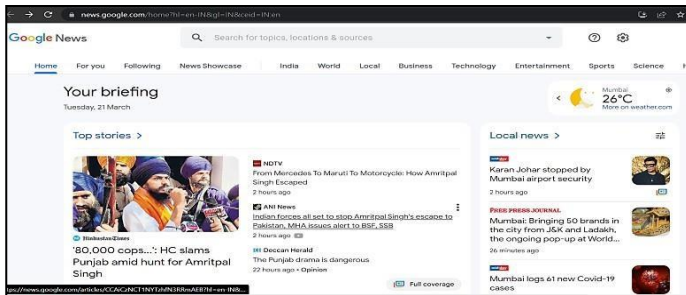 news.google.com/home?hl=en-IN&gl=IN&ceid=IN:en
Google News
Search for topics, locations & sources
Home For you Following News Showcase India World Local Business Technology Entertainment Sports Science
Your briefing
Tuesday, 21 March
Mumbai
26°C
More on weather.com
Top stories >
NDTV
From Mercedes To Maruti To Motorcycle: How Amritpal
Singh Escaped
2 hours ago
ANI News
Indian forces all set to stop Amritpal Singh's escape to
Pakistan, MHA issues alert to BSF, SSB
2 hours ago
Deccan Herald
The Punjab drama is dangerous
22 hours ago • Opinion
Full coverage
Hindustan Times
'80,000 cops...': HC slams
Punjab amid hunt for Amritpal
Singh
Local news >
Karan Johar stopped by
Mumbai airport security
2 hours ago
FREE PRESS JOURNAL
Mumbai: Bringing 50 brands in
the city from J&K and Ladakh,
the ongoing pop-up at World...
26 minutes ago
Mumbai logs 61 new Covid-19
cases